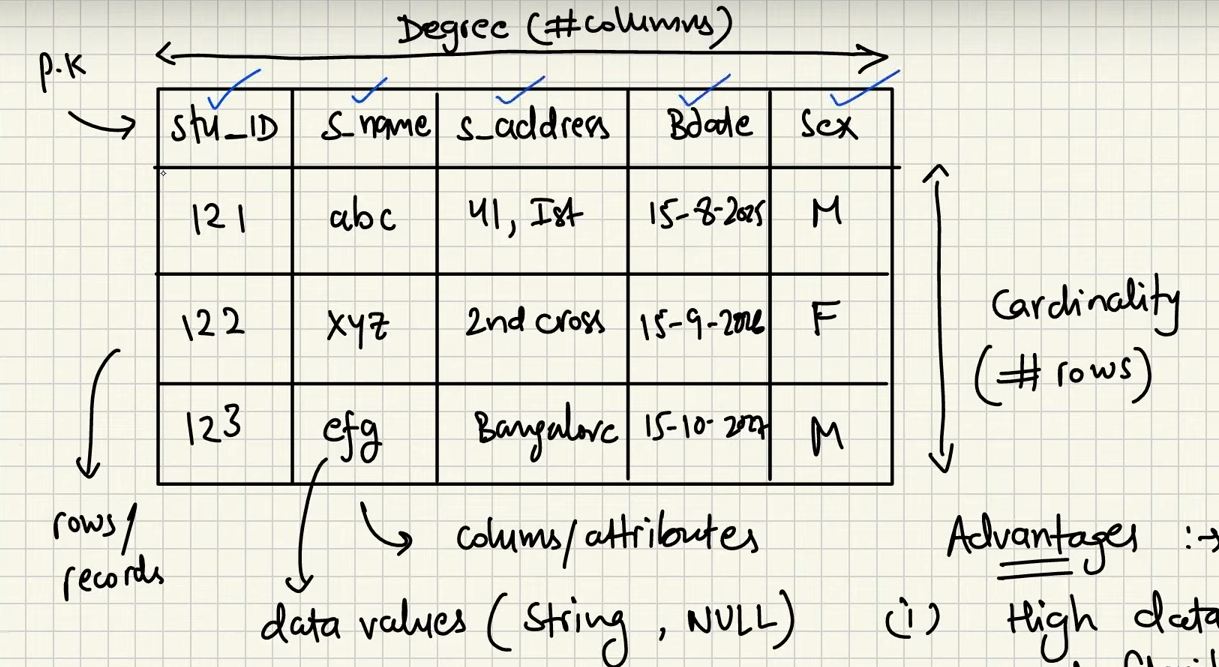 Degree (#columns)
P.K
stu_ID s_name s_address Bdate Sex
121 abc 41, Ist 15-8-2025 M
122 xyz 2nd cross 15-9-2026 F
123 efg Bangalore 15-10-2027 M
Cardinality
(# rows)
rows/
records
colums/attributes
data values (String, NULL)
Advantages :→
(i) High data